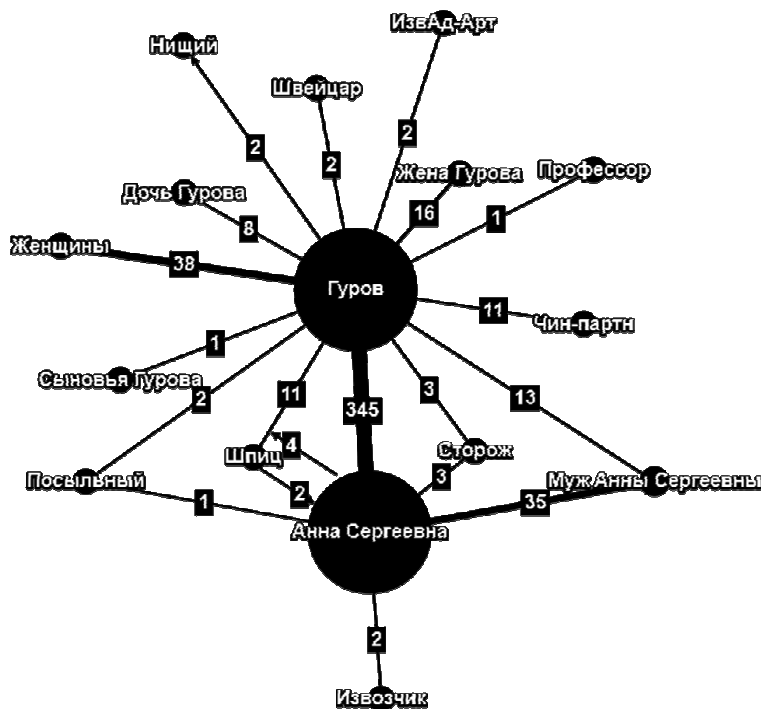 ИзвАд-Арт
Нищий
Швейцар
2
2
2
Жена Гурова
Профессор
Дочь Гурова
16
1
8
Женщины
38
Гуров
11
Чин-партн
1
Сыновья Гурова
2
11
345
3
13
4
Шпиц
Сторож
3
Посыльный
Муж Анны Сергеевны
2
1
35
Анна Сергеевна
2
Извозчик